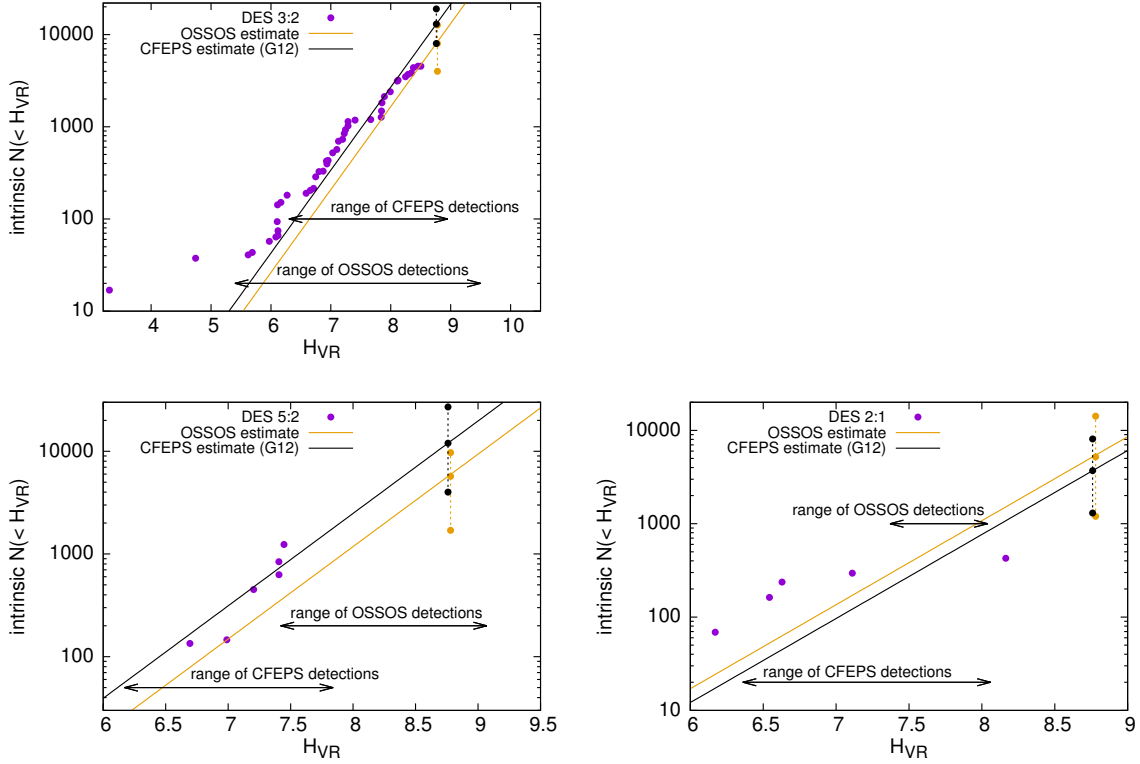 DES 3:2
OSSOS estimate
CFEPS estimate (G12)
intrinsic N(< H_VR)
10000
1000
100
10
range of CFEPS detections
range of OSSOS detections
4 5 6 7 8 9 10
H_VR
DES 5:2
OSSOS estimate
CFEPS estimate (G12)
intrinsic N(< H_VR)
10000
1000
100
range of OSSOS detections
range of CFEPS detections
6 6.5 7 7.5 8 8.5 9 9.5
H_VR
DES 2:1
OSSOS estimate
CFEPS estimate (G12)
intrinsic N(< H_VR)
10000
1000
100
10
range of OSSOS detections
range of CFEPS detections
6 6.5 7 7.5 8 8.5 9
H_VR